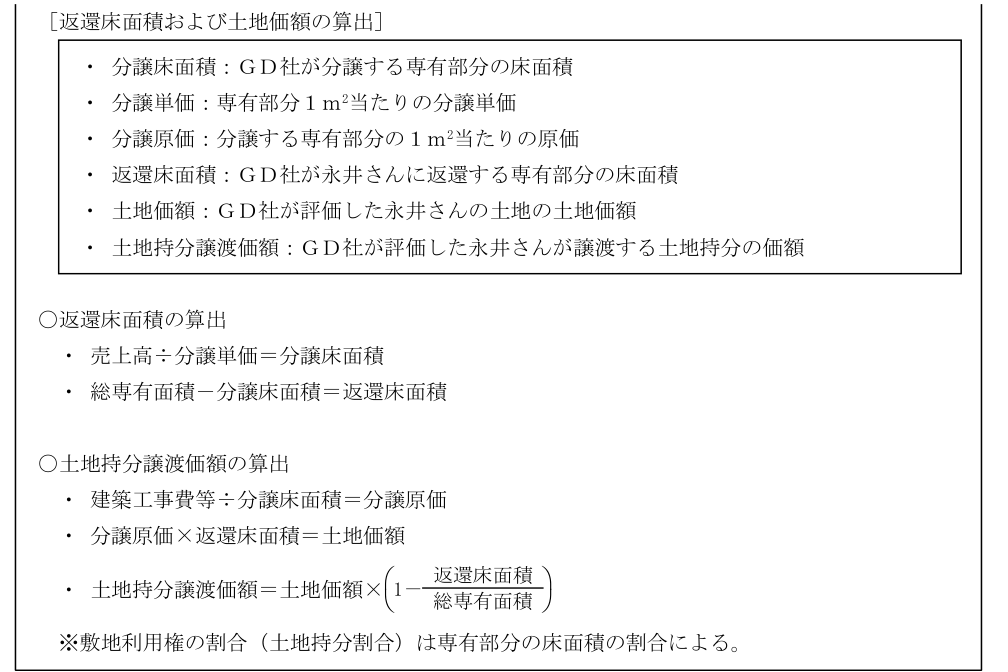 ［返還床面積および土地価額の算出］
・ 分譲床面積：ＧＤ社が分譲する専有部分の床面積
・ 分譲単価：専有部分１m²当たりの分譲単価
・ 分譲原価：分譲する専有部分の１m²当たりの原価
・ 返還床面積：ＧＤ社が永井さんに返還する専有部分の床面積
・ 土地価額：ＧＤ社が評価した永井さんの土地の土地価額
・ 土地持分譲渡価額：ＧＤ社が評価した永井さんが譲渡する土地持分の価額
○返還床面積の算出
・ 売上高÷分譲単価＝分譲床面積
・ 総専有面積－分譲床面積＝返還床面積
○土地持分譲渡価額の算出
・ 建築工事費等÷分譲床面積＝分譲原価
・ 分譲原価×返還床面積＝土地価額
・ 土地持分譲渡価額＝土地価額×(1－返還床面積/総専有面積)
※敷地利用権の割合（土地持分割合）は専有部分の床面積の割合による。